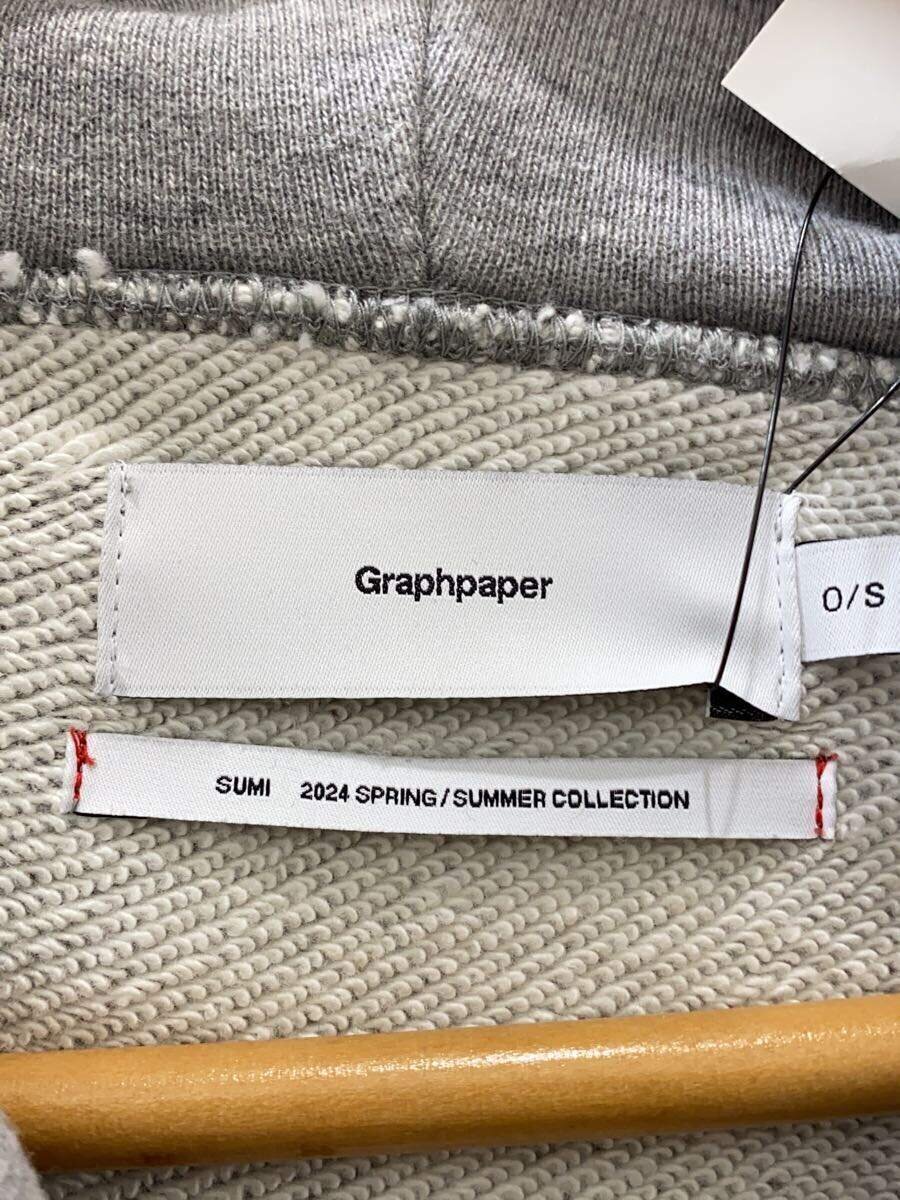 Graphpaper
O/S
SUMI 2024 SPRING/SUMMER COLLECTION